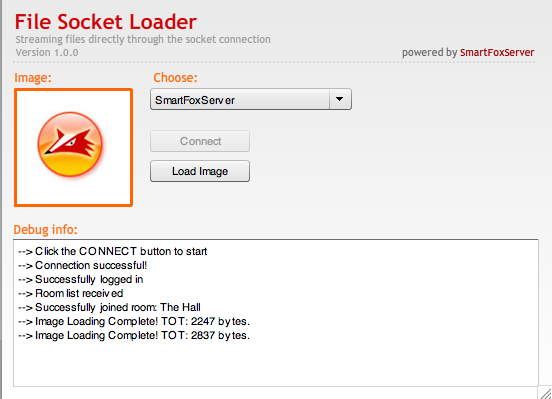 File Socket Loader
Streaming files directly through the socket connection
Version 1.0.0
powered by SmartFoxServer
Image:
Choose:
SmartFoxServer
Connect
Load Image
Debug info:
--> Click the CONNECT button to start
--> Connection successful!
--> Successfully logged in
--> Room list received
--> Successfully joined room: The Hall
--> Image Loading Complete! TOT: 2247 bytes.
--> Image Loading Complete! TOT: 2837 bytes.